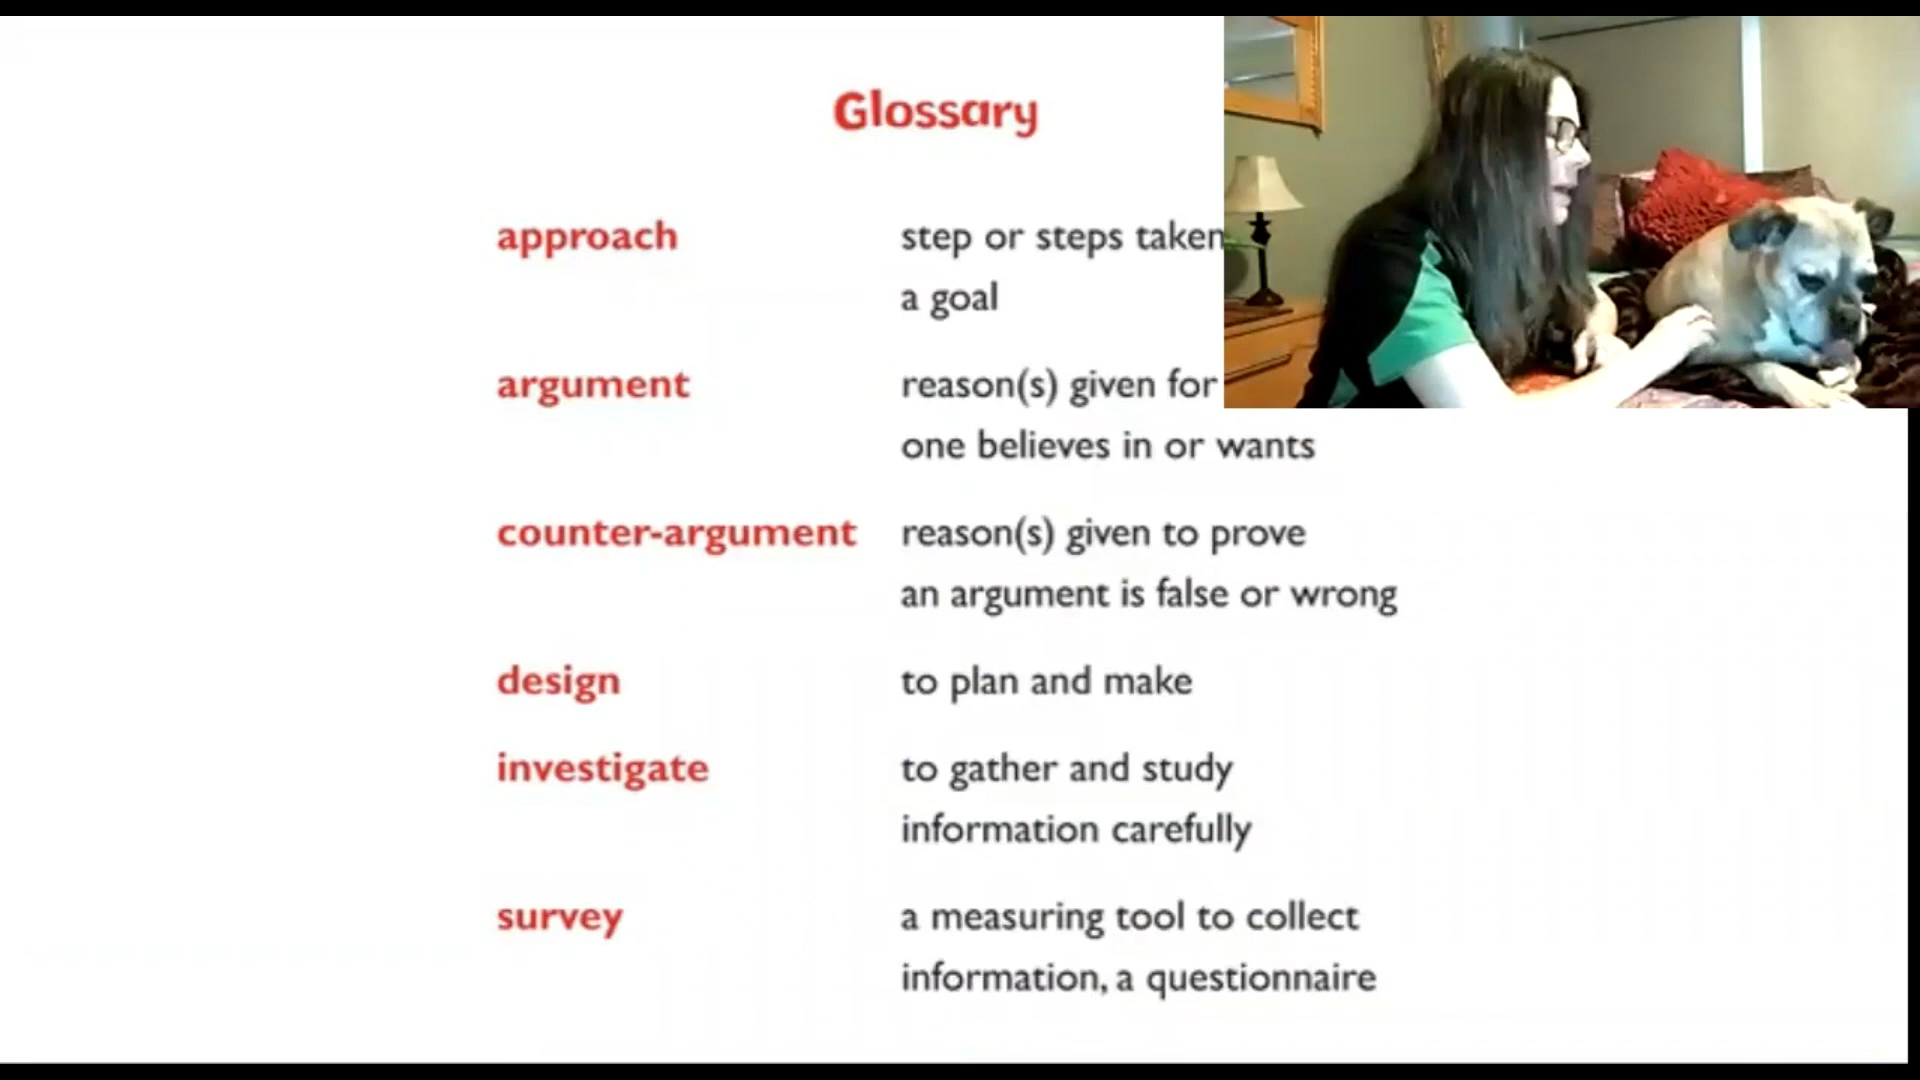 Glossary
approach step or steps taken
a goal
argument reason(s) given for
one believes in or wants
counter-argument reason(s) given to prove
an argument is false or wrong
design to plan and make
investigate to gather and study
information carefully
survey a measuring tool to collect
information, a questionnaire